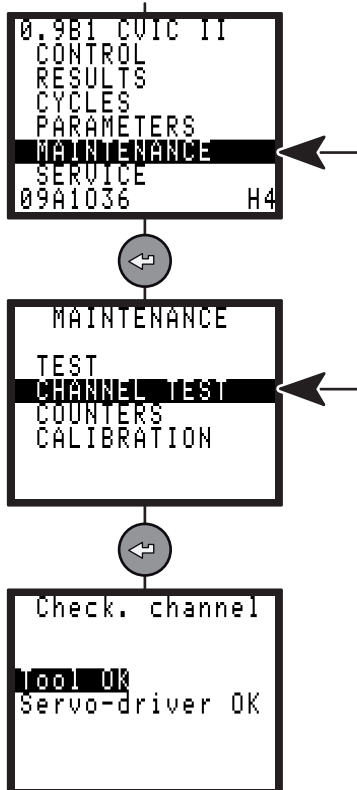 0.9B1 CVIC II
CONTROL
RESULTS
CYCLES
PARAMETERS
MAINTENANCE
SERVICE
09A1036 H4
MAINTENANCE
TEST
CHANNEL TEST
COUNTERS
CALIBRATION
Check. channel
Tool OK
Servo-driver OK